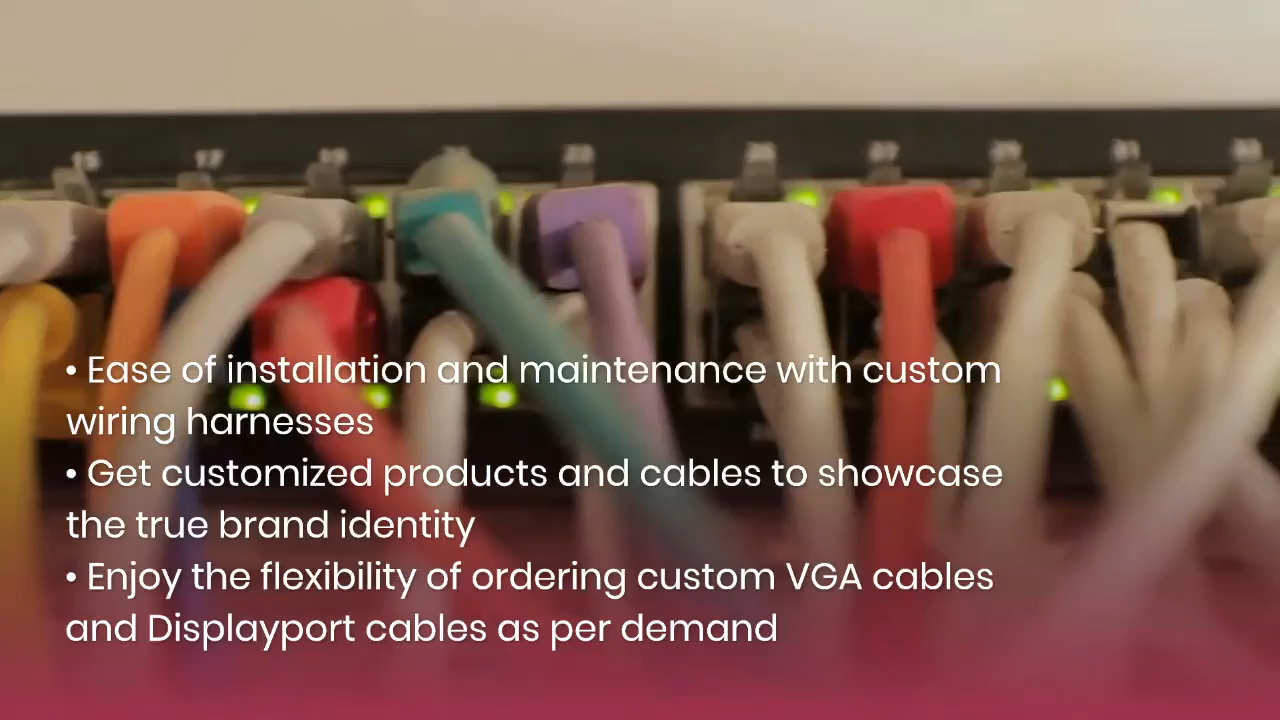 • Ease of installation and maintenance with custom
wiring harnesses
• Get customized products and cables to showcase
the true brand identity
• Enjoy the flexibility of ordering custom VGA cables
and Displayport cables as per demand